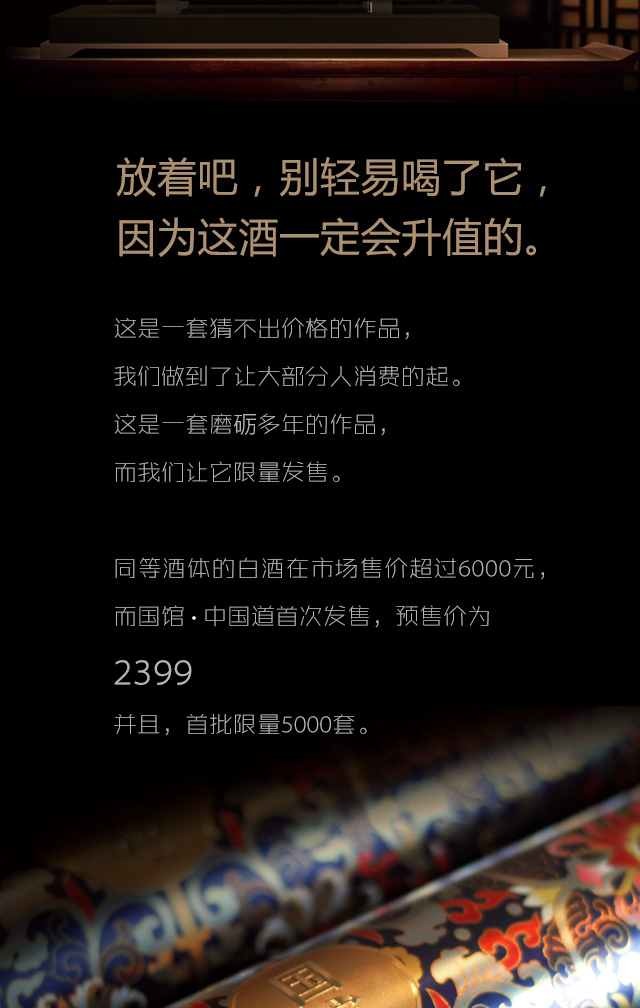 放着吧，别轻易喝了它，
因为这酒一定会升值的。
这是一套猜不出价格的作品，
我们做到了让大部分人消费的起。
这是一套磨砺多年的作品，
而我们让它限量发售。
同等酒体的白酒在市场售价超过6000元，
而国馆·中国道首次发售，预售价为
2399
并且，首批限量5000套。